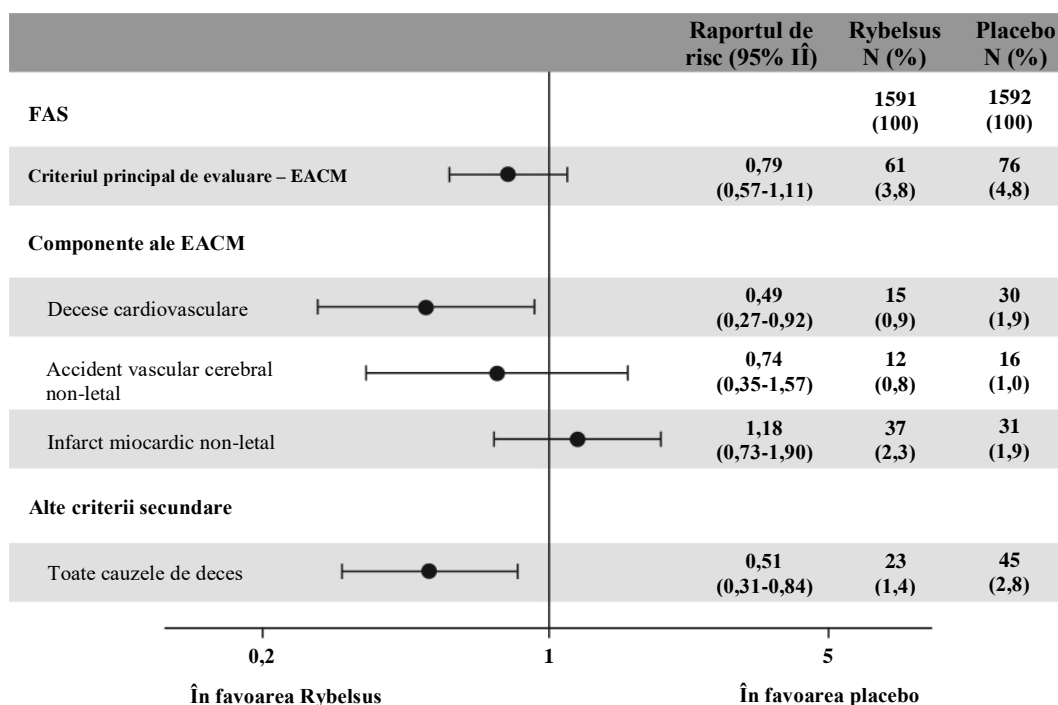 Raportul de risc (95% IÎ) Rybelsus N (%) Placebo N (%)
FAS 1591 (100) 1592 (100)
Criteriul principal de evaluare – EACM 0,79 (0,57-1,11) 61 (3,8) 76 (4,8)
Componente ale EACM
Decese cardiovasculare 0,49 (0,27-0,92) 15 (0,9) 30 (1,9)
Accident vascular cerebral non-letal 0,74 (0,35-1,57) 12 (0,8) 16 (1,0)
Infarct miocardic non-letal 1,18 (0,73-1,90) 37 (2,3) 31 (1,9)
Alte criterii secundare
Toate cauzele de deces 0,51 (0,31-0,84) 23 (1,4) 45 (2,8)
0,2 1 5
În favoarea Rybelsus În favoarea placebo